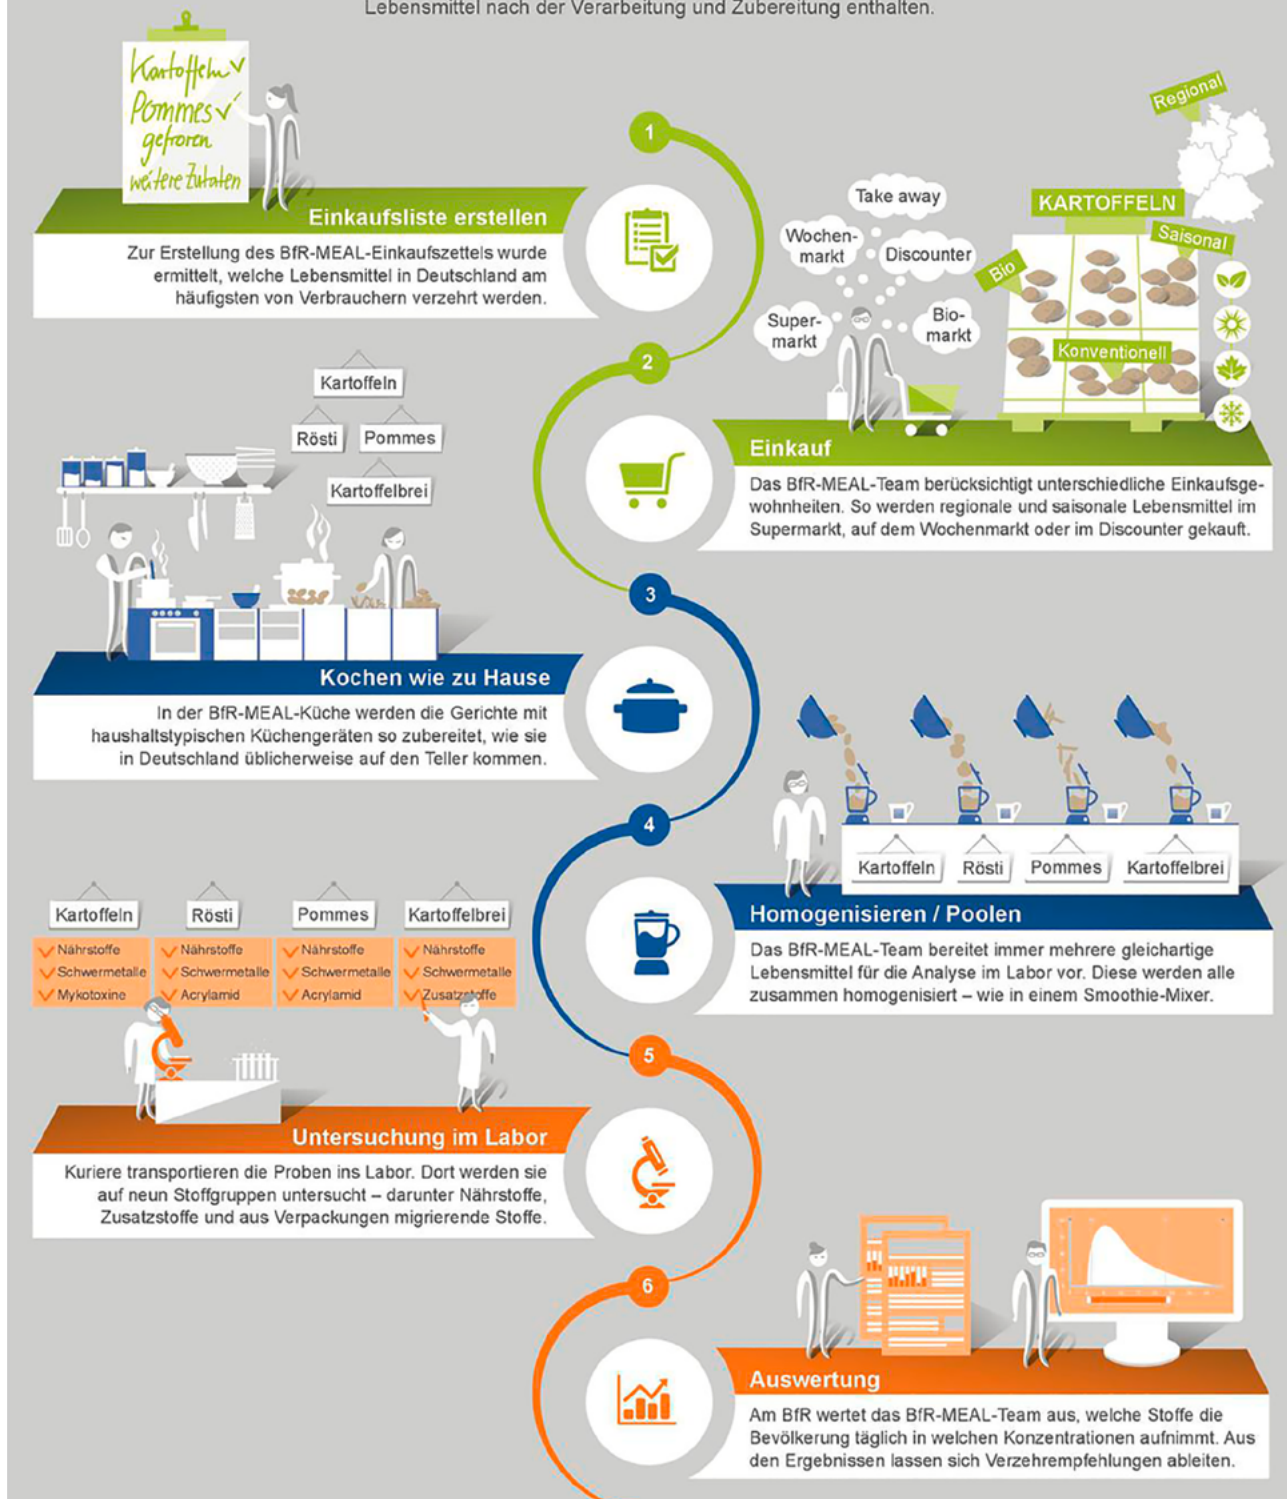 Lebensmittel nach der Verarbeitung und Zubereitung enthalten.
Kartoffeln ✓
Pommes ✓
gefroren
weitere Zutaten
1
Einkaufsliste erstellen
Zur Erstellung des BfR-MEAL-Einkaufszettels wurde
ermittelt, welche Lebensmittel in Deutschland am
häufigsten von Verbrauchern verzehrt werden.
Regional
KARTOFFELN
Saisonal
Bio
Konventionell
Take away
Wochen-
markt
Discounter
Super-
markt
Bio-
markt
2
Einkauf
Das BfR-MEAL-Team berücksichtigt unterschiedliche Einkaufsge-
wohnheiten. So werden regionale und saisonale Lebensmittel im
Supermarkt, auf dem Wochenmarkt oder im Discounter gekauft.
Kartoffeln
Rösti
Pommes
Kartoffelbrei
3
Kochen wie zu Hause
In der BfR-MEAL-Küche werden die Gerichte mit
haushaltstypischen Küchengeräten so zubereitet, wie sie
in Deutschland üblicherweise auf den Teller kommen.
4
Kartoffeln
Rösti
Pommes
Kartoffelbrei
Homogenisieren / Poolen
Das BfR-MEAL-Team bereitet immer mehrere gleichartige
Lebensmittel für die Analyse im Labor vor. Diese werden alle
zusammen homogenisiert – wie in einem Smoothie-Mixer.
Kartoffeln
Nährstoffe
Schwermetalle
Mykotoxine
Rösti
Nährstoffe
Schwermetalle
Acrylamid
Pommes
Nährstoffe
Schwermetalle
Acrylamid
Kartoffelbrei
Nährstoffe
Schwermetalle
Zusatzstoffe
5
Untersuchung im Labor
Kuriere transportieren die Proben ins Labor. Dort werden sie
auf neun Stoffgruppen untersucht – darunter Nährstoffe,
Zusatzstoffe und aus Verpackungen migrierende Stoffe.
6
Auswertung
Am BfR wertet das BfR-MEAL-Team aus, welche Stoffe die
Bevölkerung täglich in welchen Konzentrationen aufnimmt. Aus
den Ergebnissen lassen sich Verzehrempfehlungen ableiten.